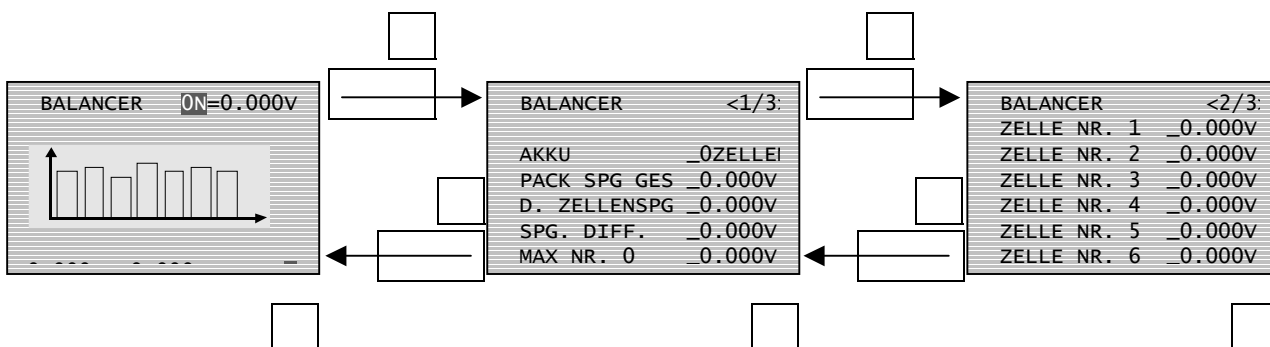 BALANCER ON=0.000V
BALANCER <1/3:
AKKU _0ZELLE
PACK SPG GES _0.000V
D. ZELLENSPG _0.000V
SPG. DIFF. _0.000V
MAX NR. 0 _0.000V
BALANCER <2/3:
ZELLE NR. 1 _0.000V
ZELLE NR. 2 _0.000V
ZELLE NR. 3 _0.000V
ZELLE NR. 4 _0.000V
ZELLE NR. 5 _0.000V
ZELLE NR. 6 _0.000V